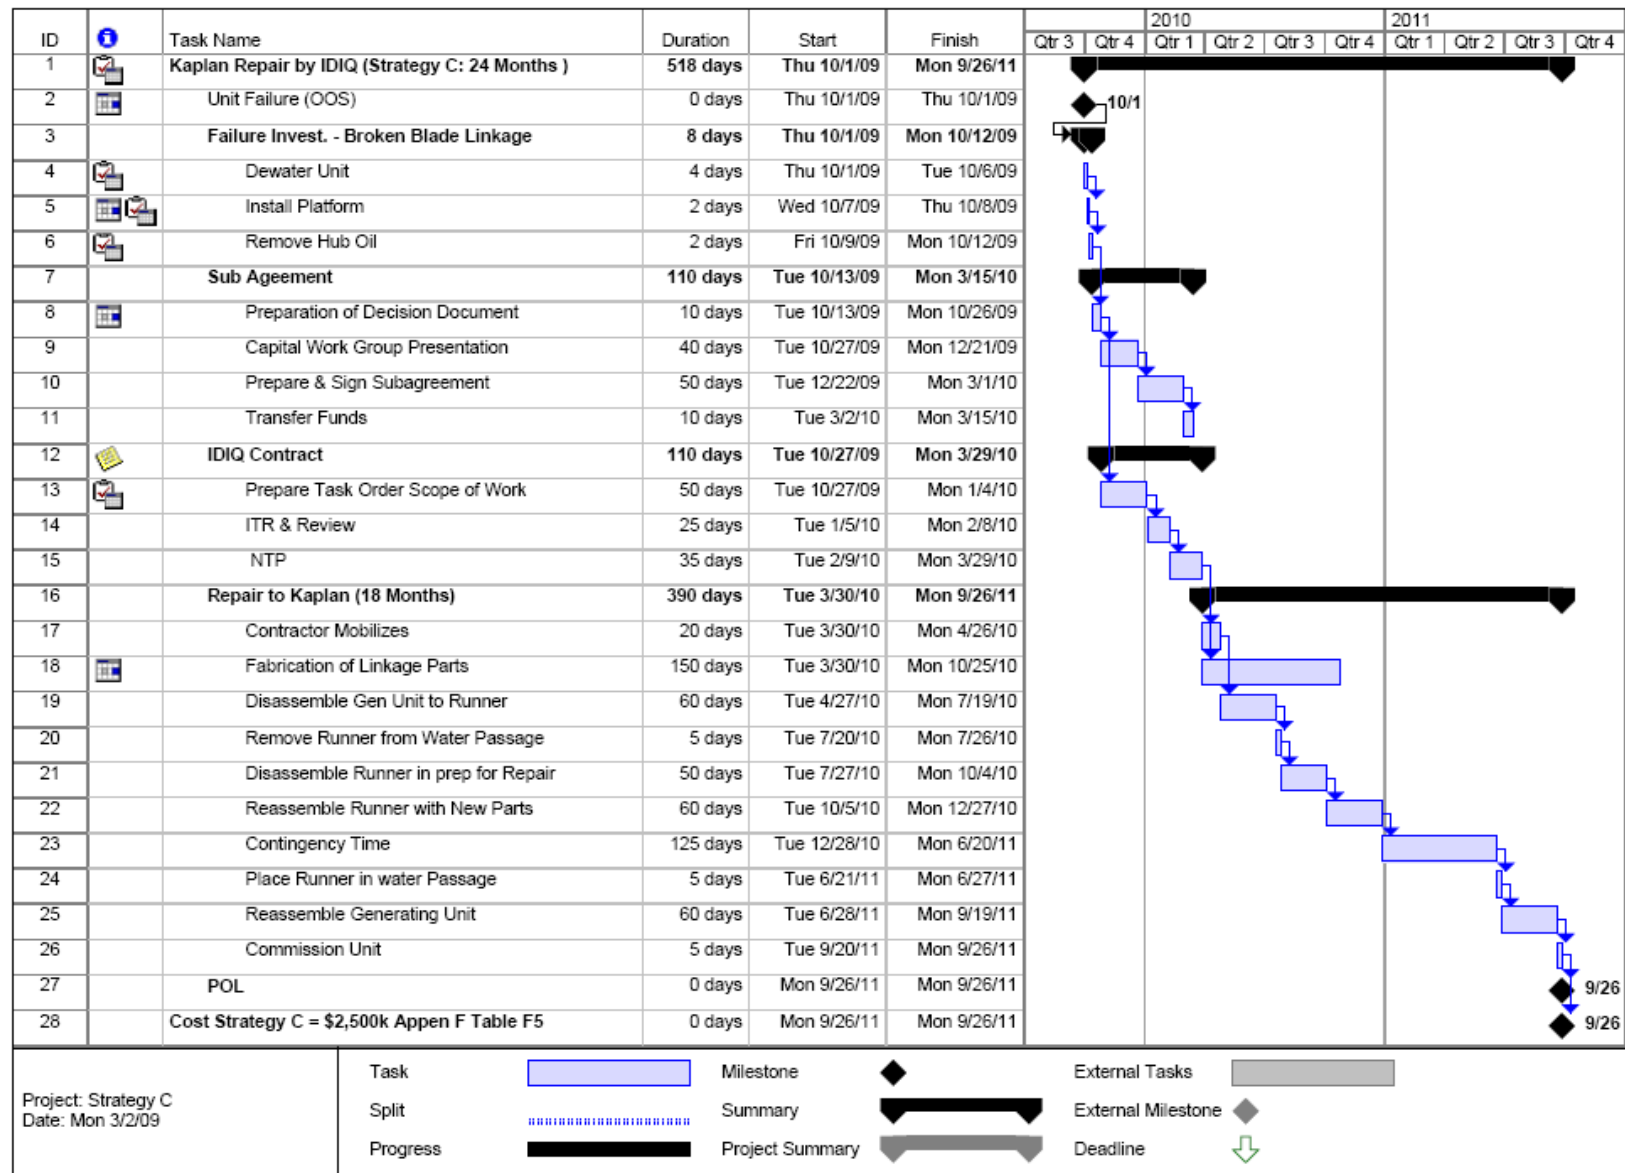 2010 2011
ID Task Name Duration Start Finish Qtr 3 Qtr 4 Qtr 1 Qtr 2 Qtr 3 Qtr 4 Qtr 1 Qtr 2 Qtr 3 Qtr 4
1 Kaplan Repair by IDIQ (Strategy C: 24 Months ) 518 days Thu 10/1/09 Mon 9/26/11
2 Unit Failure (OOS) 0 days Thu 10/1/09 Thu 10/1/09 10/1
3 Failure Invest. - Broken Blade Linkage 8 days Thu 10/1/09 Mon 10/12/09
4 Dewater Unit 4 days Thu 10/1/09 Tue 10/6/09
5 Install Platform 2 days Wed 10/7/09 Thu 10/8/09
6 Remove Hub Oil 2 days Fri 10/9/09 Mon 10/12/09
7 Sub Ageement 110 days Tue 10/13/09 Mon 3/15/10
8 Preparation of Decision Document 10 days Tue 10/13/09 Mon 10/26/09
9 Capital Work Group Presentation 40 days Tue 10/27/09 Mon 12/21/09
10 Prepare & Sign Subagreement 50 days Tue 12/22/09 Mon 3/1/10
11 Transfer Funds 10 days Tue 3/2/10 Mon 3/15/10
12 IDIQ Contract 110 days Tue 10/27/09 Mon 3/29/10
13 Prepare Task Order Scope of Work 50 days Tue 10/27/09 Mon 1/4/10
14 ITR & Review 25 days Tue 1/5/10 Mon 2/8/10
15 NTP 35 days Tue 2/9/10 Mon 3/29/10
16 Repair to Kaplan (18 Months) 390 days Tue 3/30/10 Mon 9/26/11
17 Contractor Mobilizes 20 days Tue 3/30/10 Mon 4/26/10
18 Fabrication of Linkage Parts 150 days Tue 3/30/10 Mon 10/25/10
19 Disassemble Gen Unit to Runner 60 days Tue 4/27/10 Mon 7/19/10
20 Remove Runner from Water Passage 5 days Tue 7/20/10 Mon 7/26/10
21 Disassemble Runner in prep for Repair 50 days Tue 7/27/10 Mon 10/4/10
22 Reassemble Runner with New Parts 60 days Tue 10/5/10 Mon 12/27/10
23 Contingency Time 125 days Tue 12/28/10 Mon 6/20/11
24 Place Runner in water Passage 5 days Tue 6/21/11 Mon 6/27/11
25 Reassemble Generating Unit 60 days Tue 6/28/11 Mon 9/19/11
26 Commission Unit 5 days Tue 9/20/11 Mon 9/26/11
27 POL 0 days Mon 9/26/11 Mon 9/26/11 9/26
28 Cost Strategy C = $2,500k Appen F Table F5 0 days Mon 9/26/11 Mon 9/26/11 9/26
Project: Strategy C
Date: Mon 3/2/09
Task Milestone External Tasks
Split Summary External Milestone
Progress Project Summary Deadline